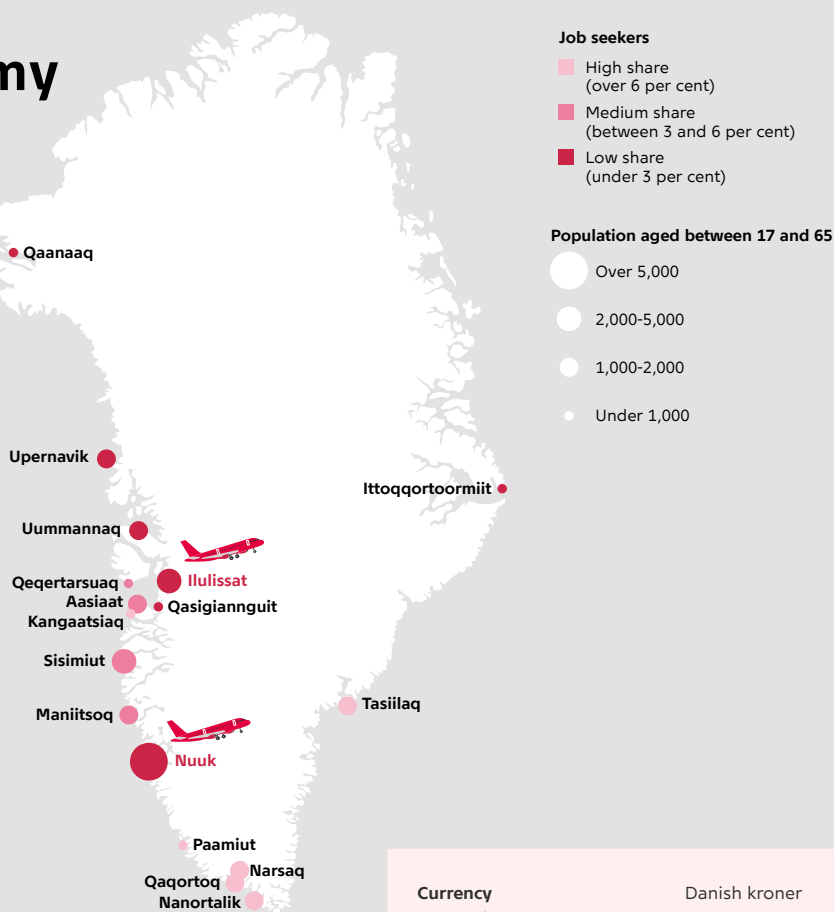 my
Job seekers
High share
(over 6 per cent)
Medium share
(between 3 and 6 per cent)
Low share
(under 3 per cent)
Population aged between 17 and 65
Over 5,000
2,000-5,000
1,000-2,000
Under 1,000
Qaanaaq
Upernavik
Ittoqqortoormiit
Uummannaq
Ilulissat
Qeqertarsuaq
Aasiaat
Qasigiannguit
Kangaatsiaq
Sisimiut
Tasiilaq
Maniitsoq
Nuuk
Paamiut
Narsaq
Qaqortoq
Nanortalik
Currency Danish kroner